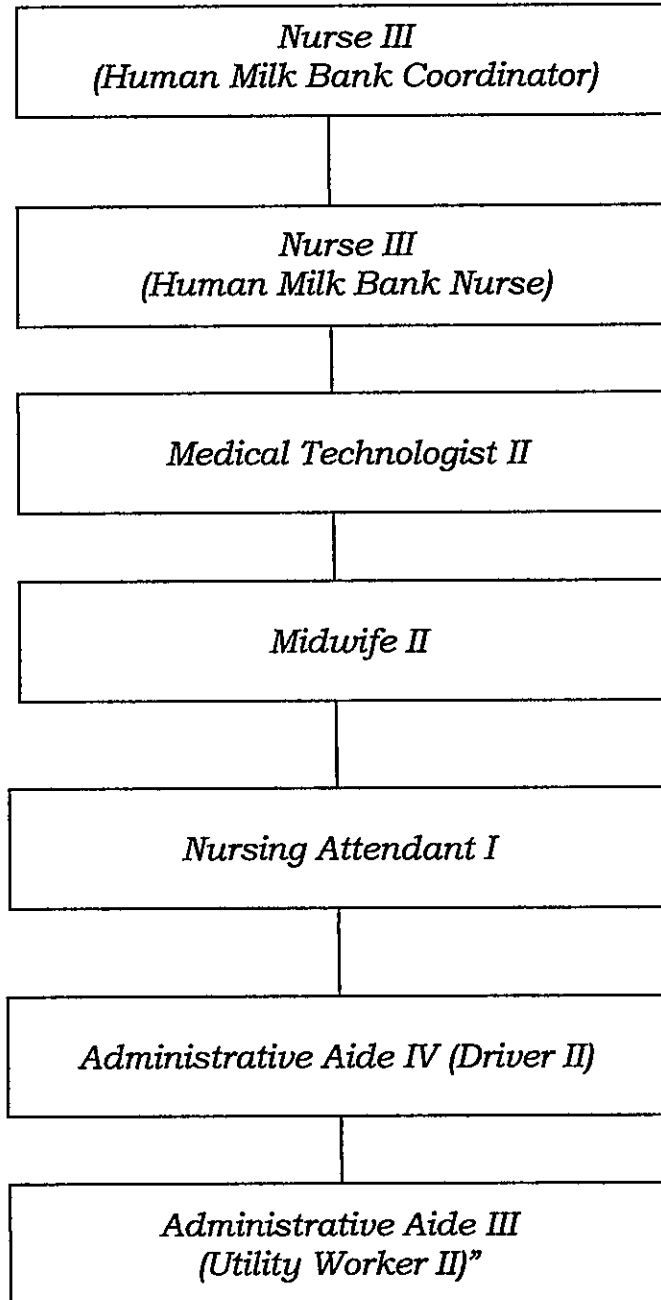 Nurse III
(Human Milk Bank Coordinator)
Nurse III
(Human Milk Bank Nurse)
Medical Technologist II
Midwife II
Nursing Attendant I
Administrative Aide IV (Driver II)
Administrative Aide III
(Utility Worker II)”